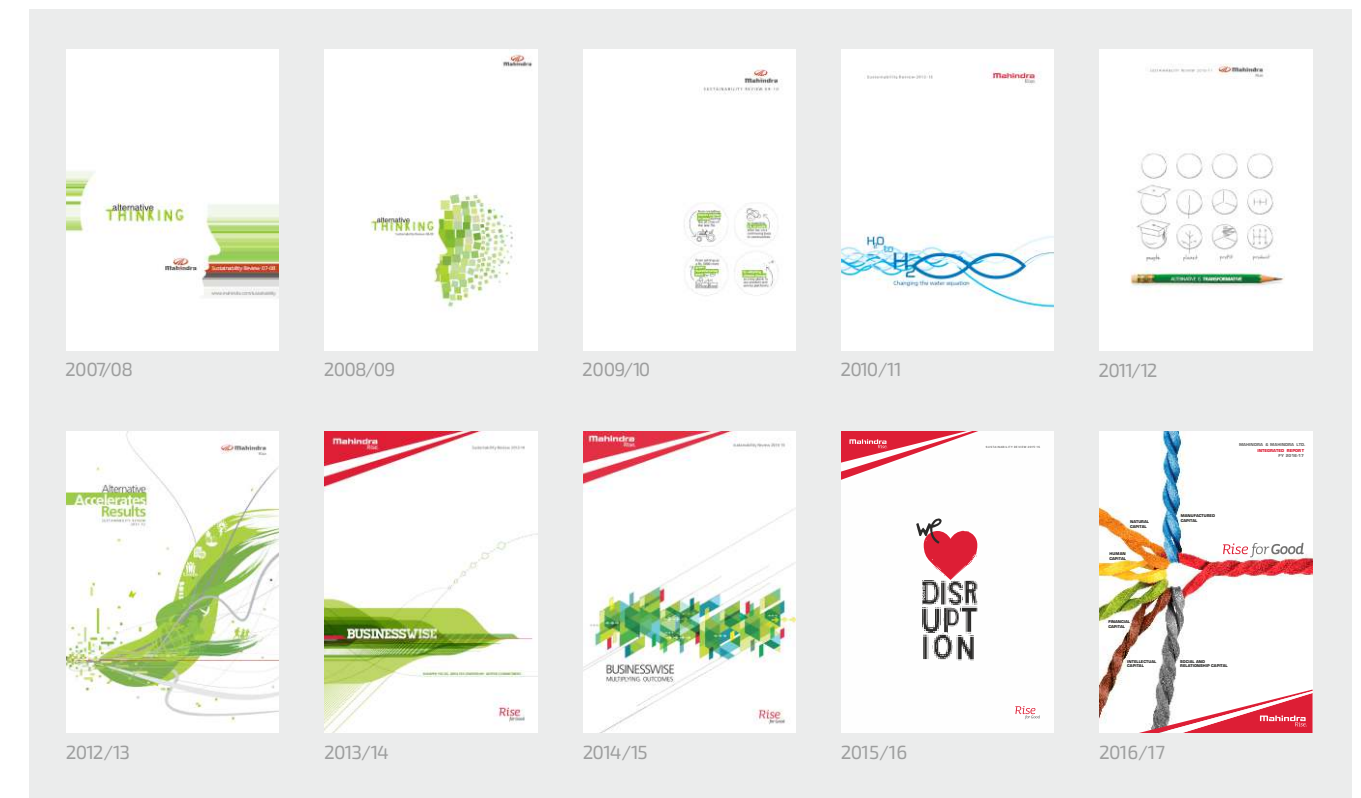 alternative
THINKING
Mahindra
Sustainability Review 07-08
www.mahindra.com/sustainability
2007/08
Mahindra
alternative
THINKING
2008/09
Mahindra
SUSTAINABILITY REVIEW 09-10
2009/10
Mahindra
Rise.
H2O
to
H2
Changing the water equation
2010/11
Mahindra
Rise.
people
planet
profit
product
ALTERNATIVE IS TRANSFORMATIVE
2011/12
Mahindra
Rise.
Alternative
Accelerates
Results
SUSTAINABILITY REVIEW
2012/13
Mahindra
Rise.
BUSINESSWISE
Rise
for Good
2013/14
Mahindra
Rise.
BUSINESSWISE
MULTIPLYING OUTCOMES
Rise
for Good
2014/15
Mahindra
Rise.
we
DISR
UPT
ION
Rise
for Good
2015/16
MAHINDRA & MAHINDRA LTD.
INTEGRATED REPORT
FY 2016-17
NATURAL
CAPITAL
MANUFACTURED
CAPITAL
HUMAN
CAPITAL
Rise for Good
FINANCIAL
CAPITAL
INTELLECTUAL
CAPITAL
SOCIAL AND
RELATIONSHIP CAPITAL
Mahindra
Rise.
2016/17